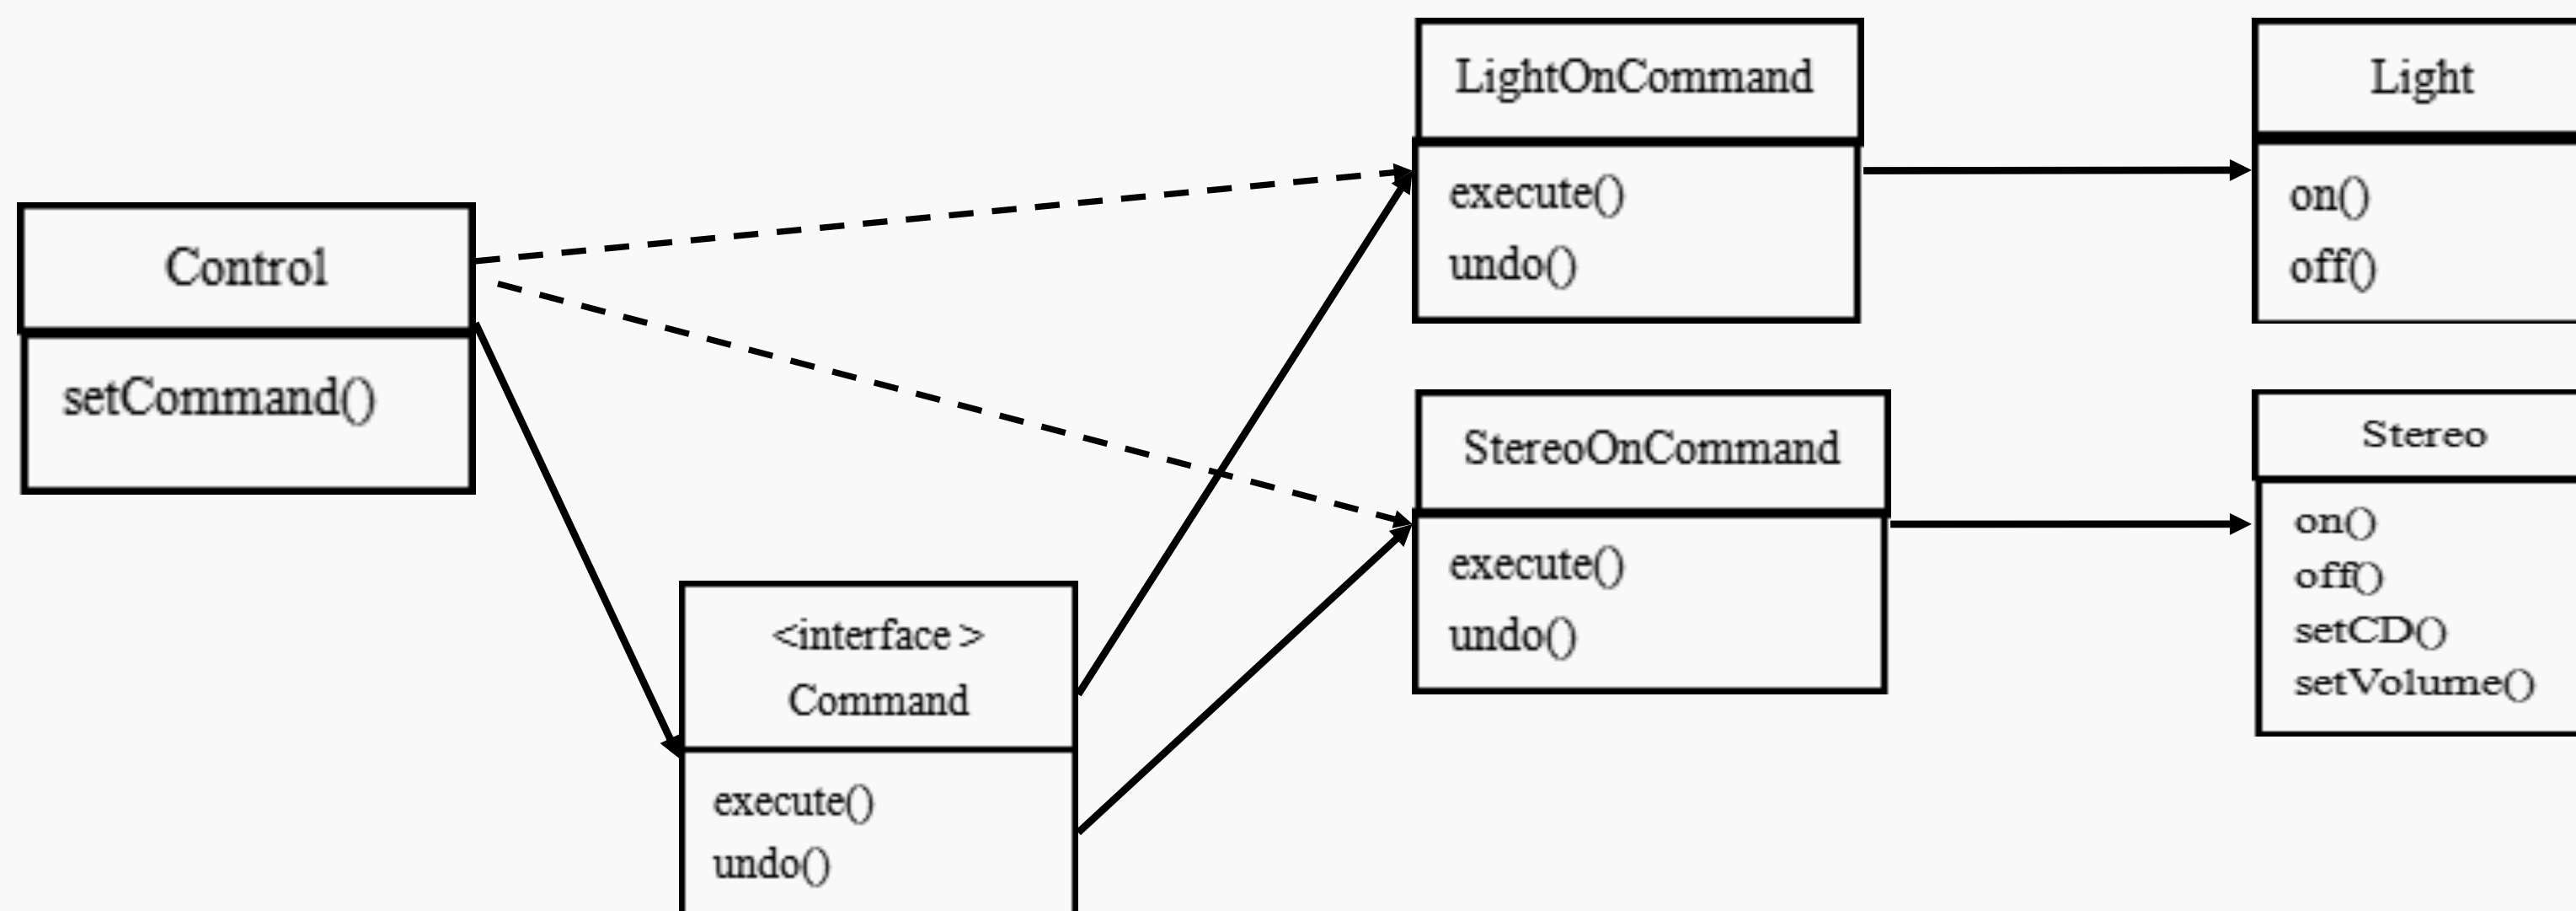 Control
setCommand()
<interface >
Command
execute()
undo()
LightOnCommand
execute()
undo()
StereoOnCommand
execute()
undo()
Light
on()
off()
Stereo
on()
off()
setCD()
setVolume()